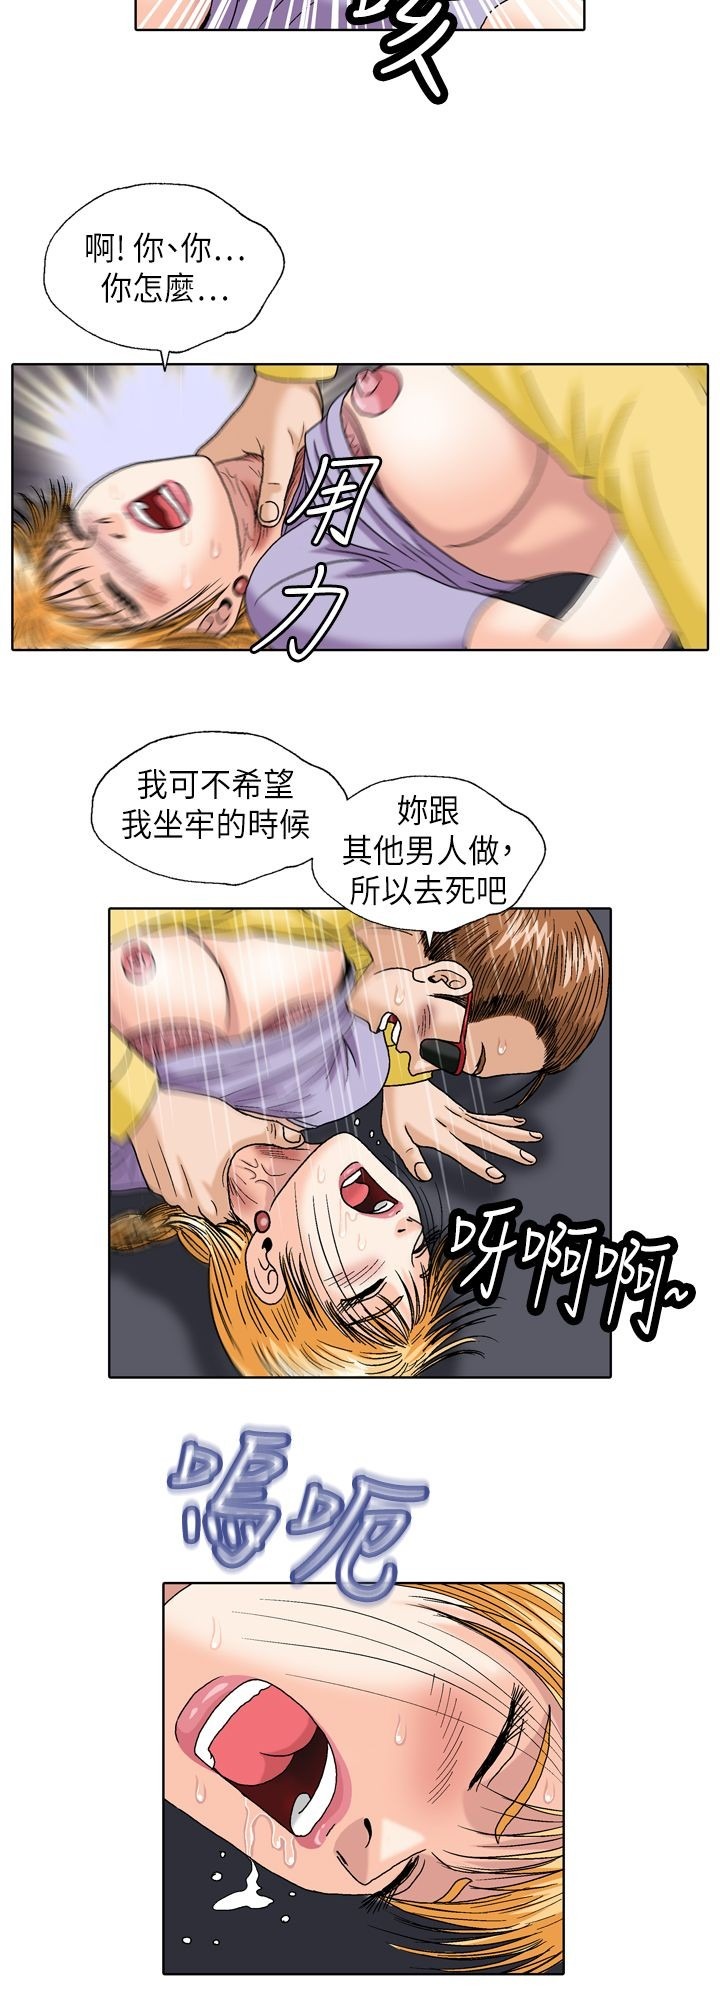 咳
啊! 你、你...
你怎麼...
用力
我可不希望
我坐牢的時候
妳跟
其他男人做,
所以去死吧
呀啊啊~
嗚呃